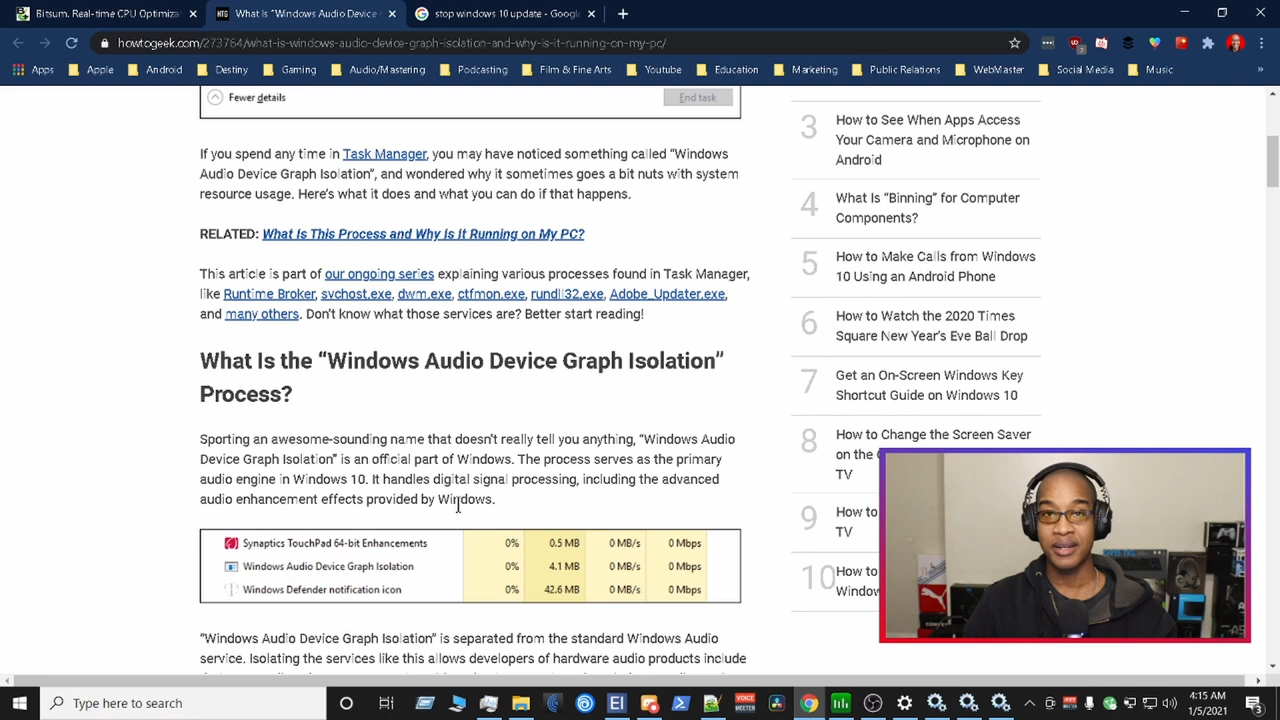 Bitsum. Real-time CPU Optimiza
What Is "Windows Audio Device
stop windows 10 update - Google
howtogeek.com/273764/what-is-windows-audio-device-graph-isolation-and-why-is-it-running-on-my-pc/
Apps
Apple
Android
Destiny
Gaming
Audio/Mastering
Podcasting
Film & Fine Arts
Youtube
Education
Marketing
Public Relations
WebMaster
Social Media
Music
Fewer details
End task
If you spend any time in Task Manager, you may have noticed something called “Windows
Audio Device Graph Isolation”, and wondered why it sometimes goes a bit nuts with system
resource usage. Here’s what it does and what you can do if that happens.
RELATED: What Is This Process and Why Is It Running on My PC?
This article is part of our ongoing series explaining various processes found in Task Manager,
like Runtime Broker, svchost.exe, dwm.exe, ctfmon.exe, rundll32.exe, Adobe_Updater.exe,
and many others. Don’t know what those services are? Better start reading!
What Is the “Windows Audio Device Graph Isolation”
Process?
Sporting an awesome-sounding name that doesn’t really tell you anything, “Windows Audio
Device Graph Isolation” is an official part of Windows. The process serves as the primary
audio engine in Windows 10. It handles digital signal processing, including the advanced
audio enhancement effects provided by Windows.
Synaptics TouchPad 64-bit Enhancements 0% 0.5 MB 0 MB/s 0 Mbps
Windows Audio Device Graph Isolation 0% 4.1 MB 0 MB/s 0 Mbps
Windows Defender notification icon 0% 42.6 MB 0 MB/s 0 Mbps
“Windows Audio Device Graph Isolation” is separated from the standard Windows Audio
service. Isolating the services like this allows developers of hardware audio products include
3 How to See When Apps Access
Your Camera and Microphone on
Android
4 What Is “Binning” for Computer
Components?
5 How to Make Calls from Windows
10 Using an Android Phone
6 How to Watch the 2020 Times
Square New Year’s Eve Ball Drop
7 Get an On-Screen Windows Key
Shortcut Guide on Windows 10
8 How to Change the Screen Saver
on the
TV
9 How to
TV
10 How to
Window
Type here to search
EI
VOICE
MEETER
4:15 AM
1/5/2021
3